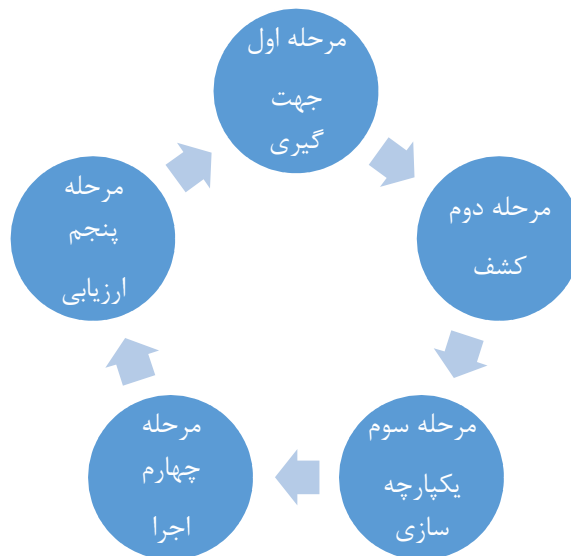 مرحله اول
جهت
گیری
مرحله دوم
کشف
مرحله سوم
یکپارچه
سازی
مرحله
چهارم
اجرا
مرحله
پنجم
ارزیابی